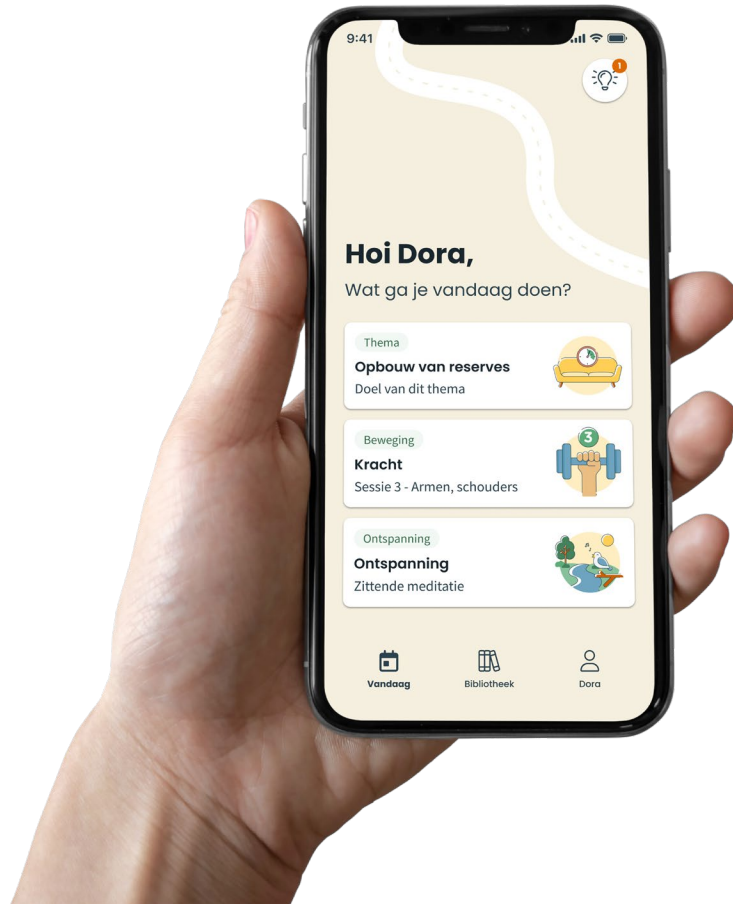 9:41
1
Hoi Dora,
Wat ga je vandaag doen?
Thema
Opbouw van reserves
Doel van dit thema
Beweging
3
Kracht
Sessie 3 - Armen, schouders
Ontspanning
Ontspanning
Zittende meditatie
Vandaag
Bibliotheek
Dora